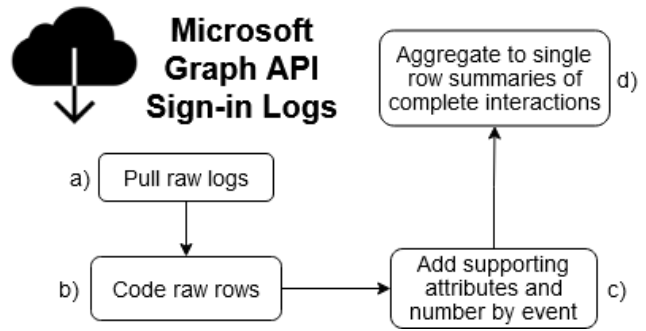 Microsoft
Graph API
Sign-in Logs
a)
Pull raw logs
b)
Code raw rows
Add supporting
attributes and
number by event
c)
Aggregate to single
row summaries of
complete interactions
d)